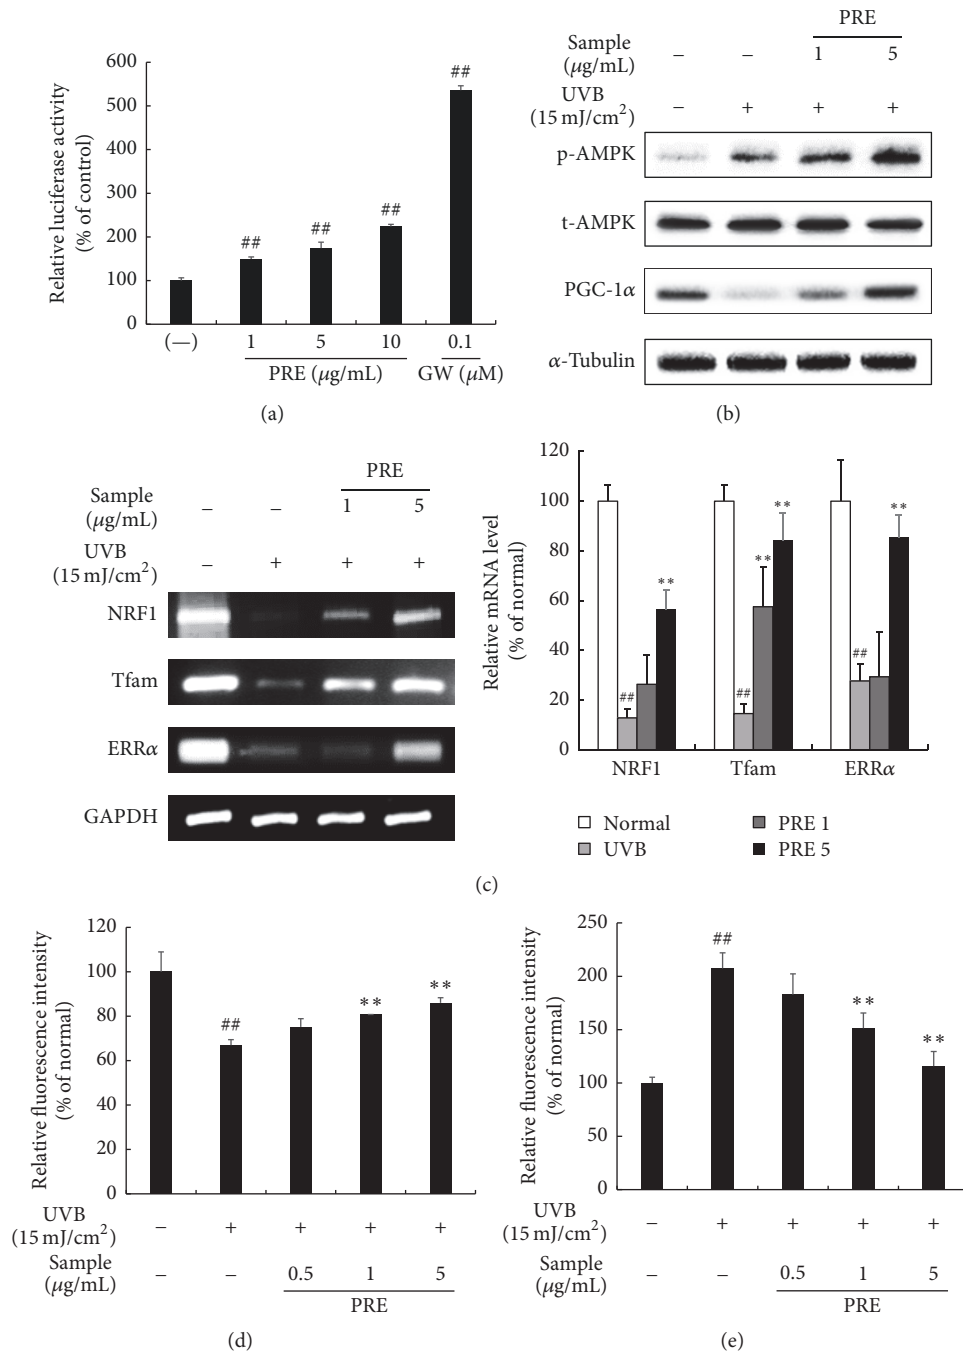 Relative luciferase activity
(% of control)
600
500
400
300
200
100
0
##
##
##
##
(—)
1
5
10
0.1
PRE (μg/mL)
GW (μM)
(a)
PRE
Sample
(μg/mL)
– – 1 5
UVB
(15 mJ/cm²)
– + + +
p-AMPK
t-AMPK
PGC-1α
α-Tubulin
(b)
PRE
Sample
(μg/mL)
– – 1 5
UVB
(15 mJ/cm²)
– + + +
NRF1
Tfam
ERRα
GAPDH
Relative mRNA level
(% of normal)
120
100
80
60
40
20
0
##
**
##
**
**
##
**
NRF1 Tfam ERRα
Normal
UVB
PRE 1
PRE 5
(c)
Relative fluorescence intensity
(% of normal)
120
100
80
60
40
20
0
##
**
**
UVB
(15 mJ/cm²)
– + + + +
Sample
(μg/mL)
– – 0.5 1 5
PRE
(d)
Relative fluorescence intensity
(% of normal)
250
200
150
100
50
0
##
**
**
UVB
(15 mJ/cm²)
– + + + +
Sample
(μg/mL)
– – 0.5 1 5
PRE
(e)